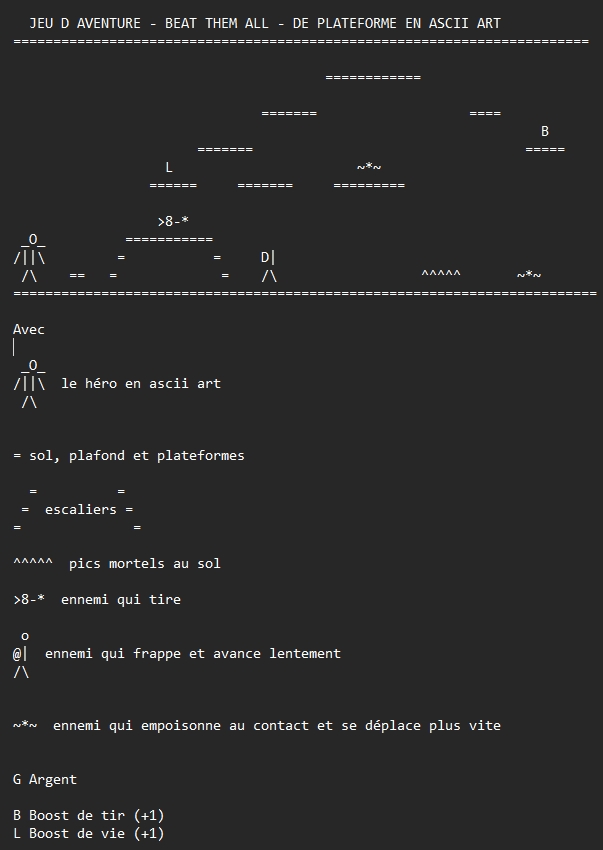 JEU D AVENTURE - BEAT THEM ALL - DE PLATEFORME EN ASCII ART
========================================================================

                                       ============

                               =======                   ====
                                                                  B
                       =======                                  =====
                   L                       ~*~
                 ======     =======     =========

                  >8-*
 _O_          ===========
/||\         =           =     D|
 /\    ==   =             =    /\                  ^^^^^       ~*~
=========================================================================

Avec

 _O_
/||\  le héro en ascii art
 /\

= sol, plafond et plateformes

  =          =
 =  escaliers =
=              =

^^^^^  pics mortels au sol

>8-*  ennemi qui tire

 o
@|  ennemi qui frappe et avance lentement
/\

~*~  ennemi qui empoisonne au contact et se déplace plus vite

G Argent

B Boost de tir (+1)
L Boost de vie (+1)